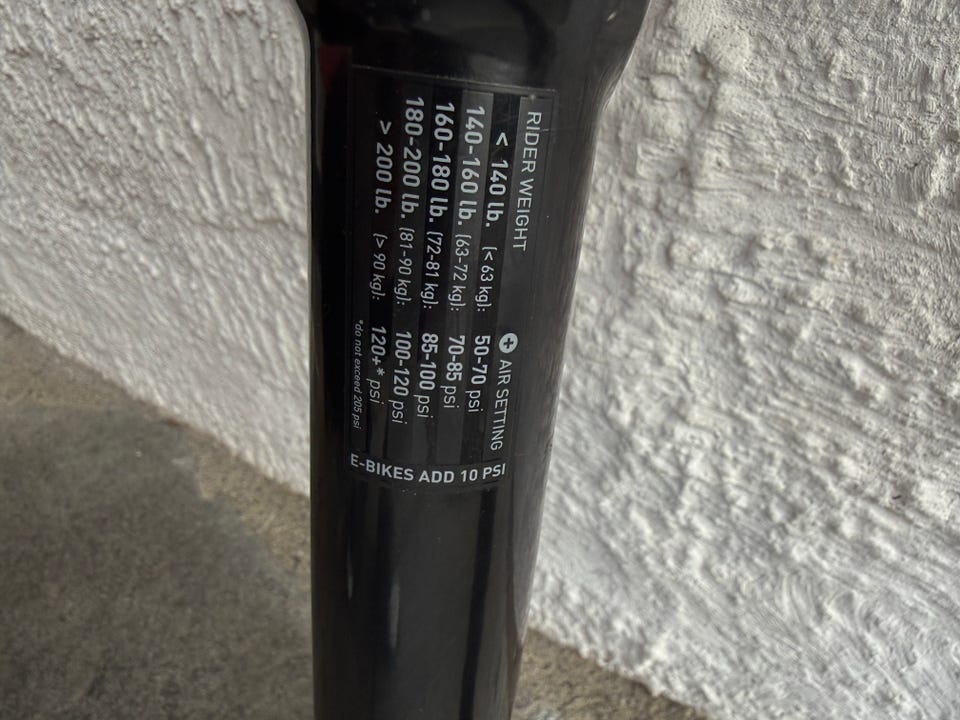 RIDER WEIGHT + AIR SETTING
< 140 lb. (< 63 kg): 50-70 psi
140-160 lb. (63-72 kg): 70-85 psi
160-180 lb. (72-81 kg): 85-100 psi
180-200 lb. (81-90 kg): 100-120 psi
> 200 lb. (> 90 kg): 120+* psi
*do not exceed 205 psi
E-BIKES ADD 10 PSI